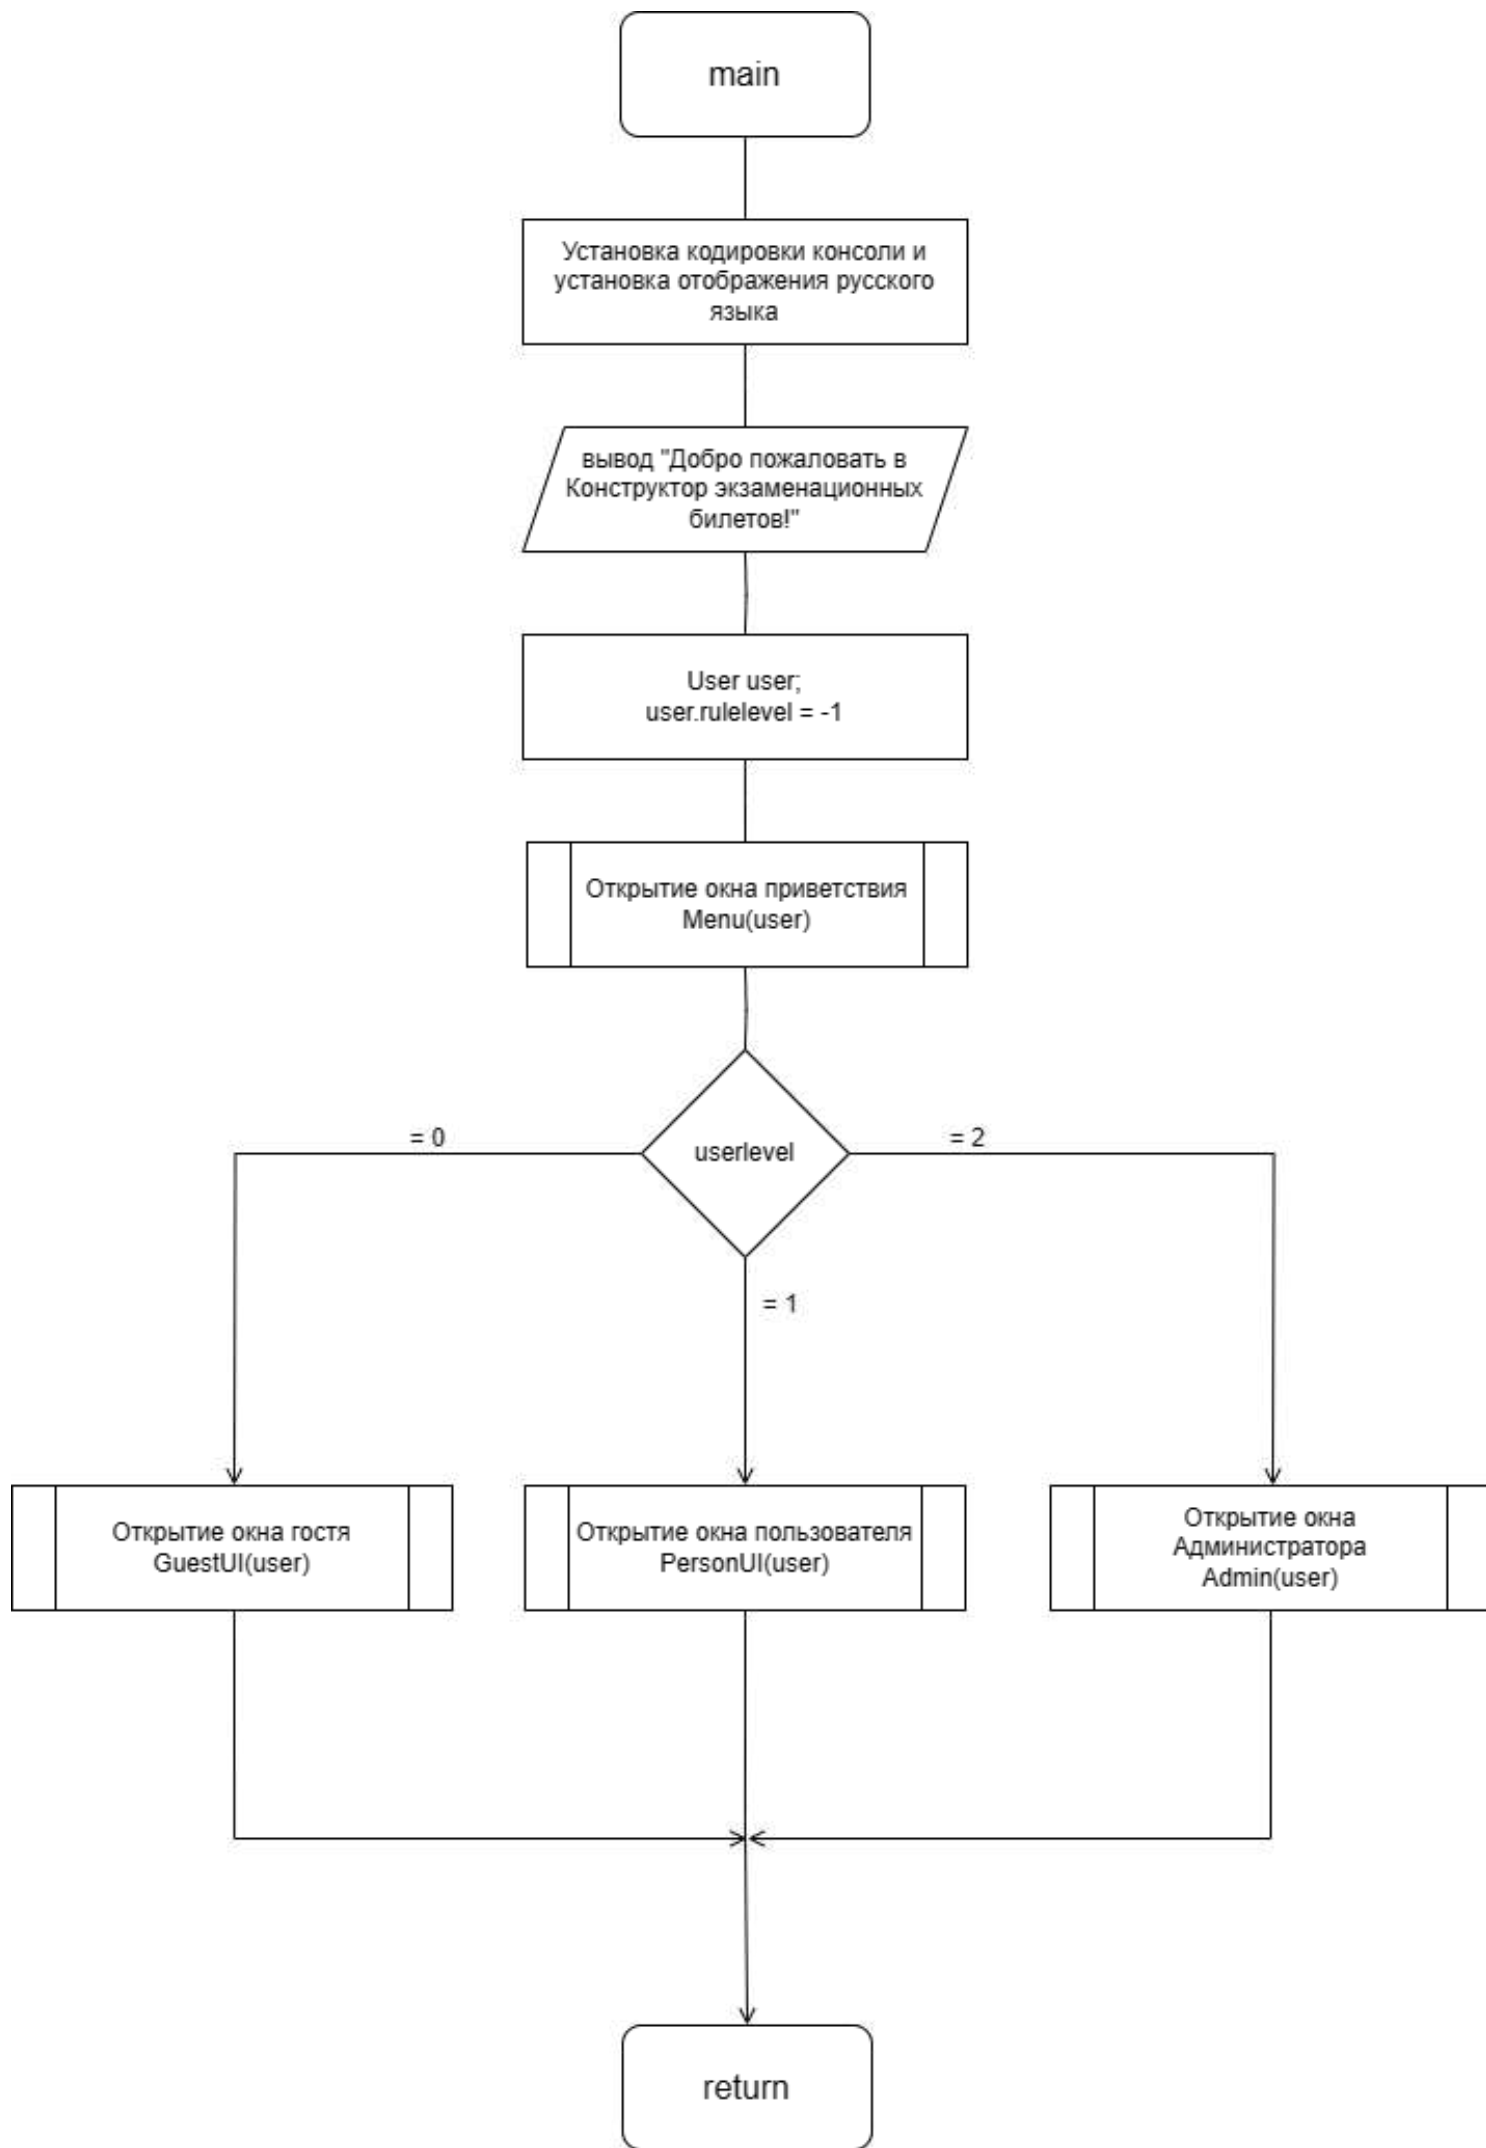 main
Установка кодировки консоли и
установка отображения русского
языка
вывод "Добро пожаловать в
Конструктор экзаменационных
билетов!"
User user;
user.rulelevel = -1
Открытие окна приветствия
Menu(user)
= 0
userlevel
= 2
= 1
Открытие окна гостя
GuestUI(user)
Открытие окна пользователя
PersonUI(user)
Открытие окна
Администратора
Admin(user)
return